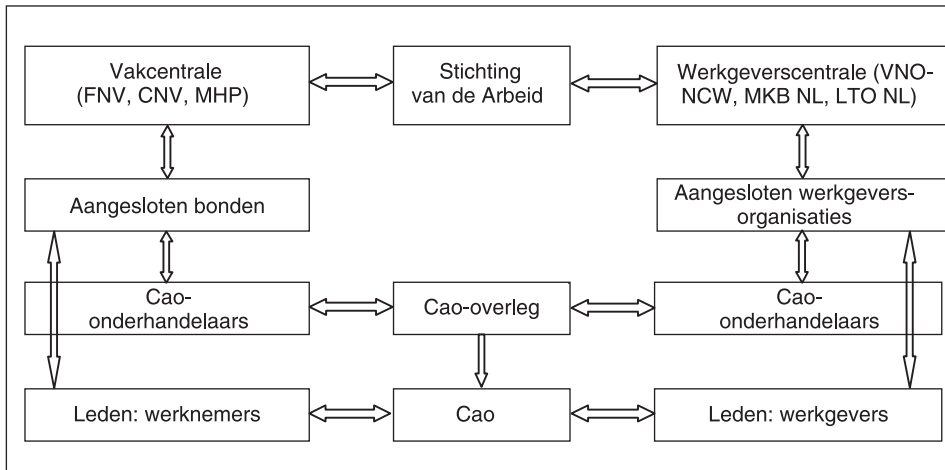 Vakcentrale
(FNV, CNV, MHP)
Stichting
van de Arbeid
Werkgeverscentrale (VNO-
NCW, MKB NL, LTO NL)
Aangesloten bonden
Aangesloten werkgevers-
organisaties
Cao-
onderhandelaars
Cao-overleg
Cao-
onderhandelaars
Leden: werknemers
Cao
Leden: werkgevers